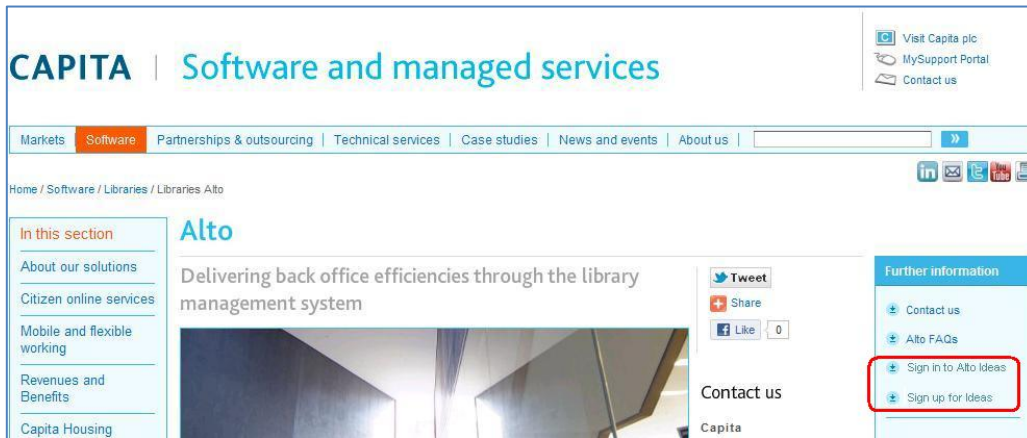 CAPITA | Software and managed services
Visit Capita plc
MySupport Portal
Contact us
Markets | Software | Partnerships & outsourcing | Technical services | Case studies | News and events | About us |
Home / Software / Libraries / Libraries Alto
in
You Tube
In this section
About our solutions
Citizen online services
Mobile and flexible
working
Revenues and
Benefits
Capita Housing
Alto
Delivering back office efficiencies through the library
management system
Tweet
Share
Like 0
Contact us
Capita
Further information
Contact us
Alto FAQs
Sign in to Alto Ideas
Sign up for Ideas